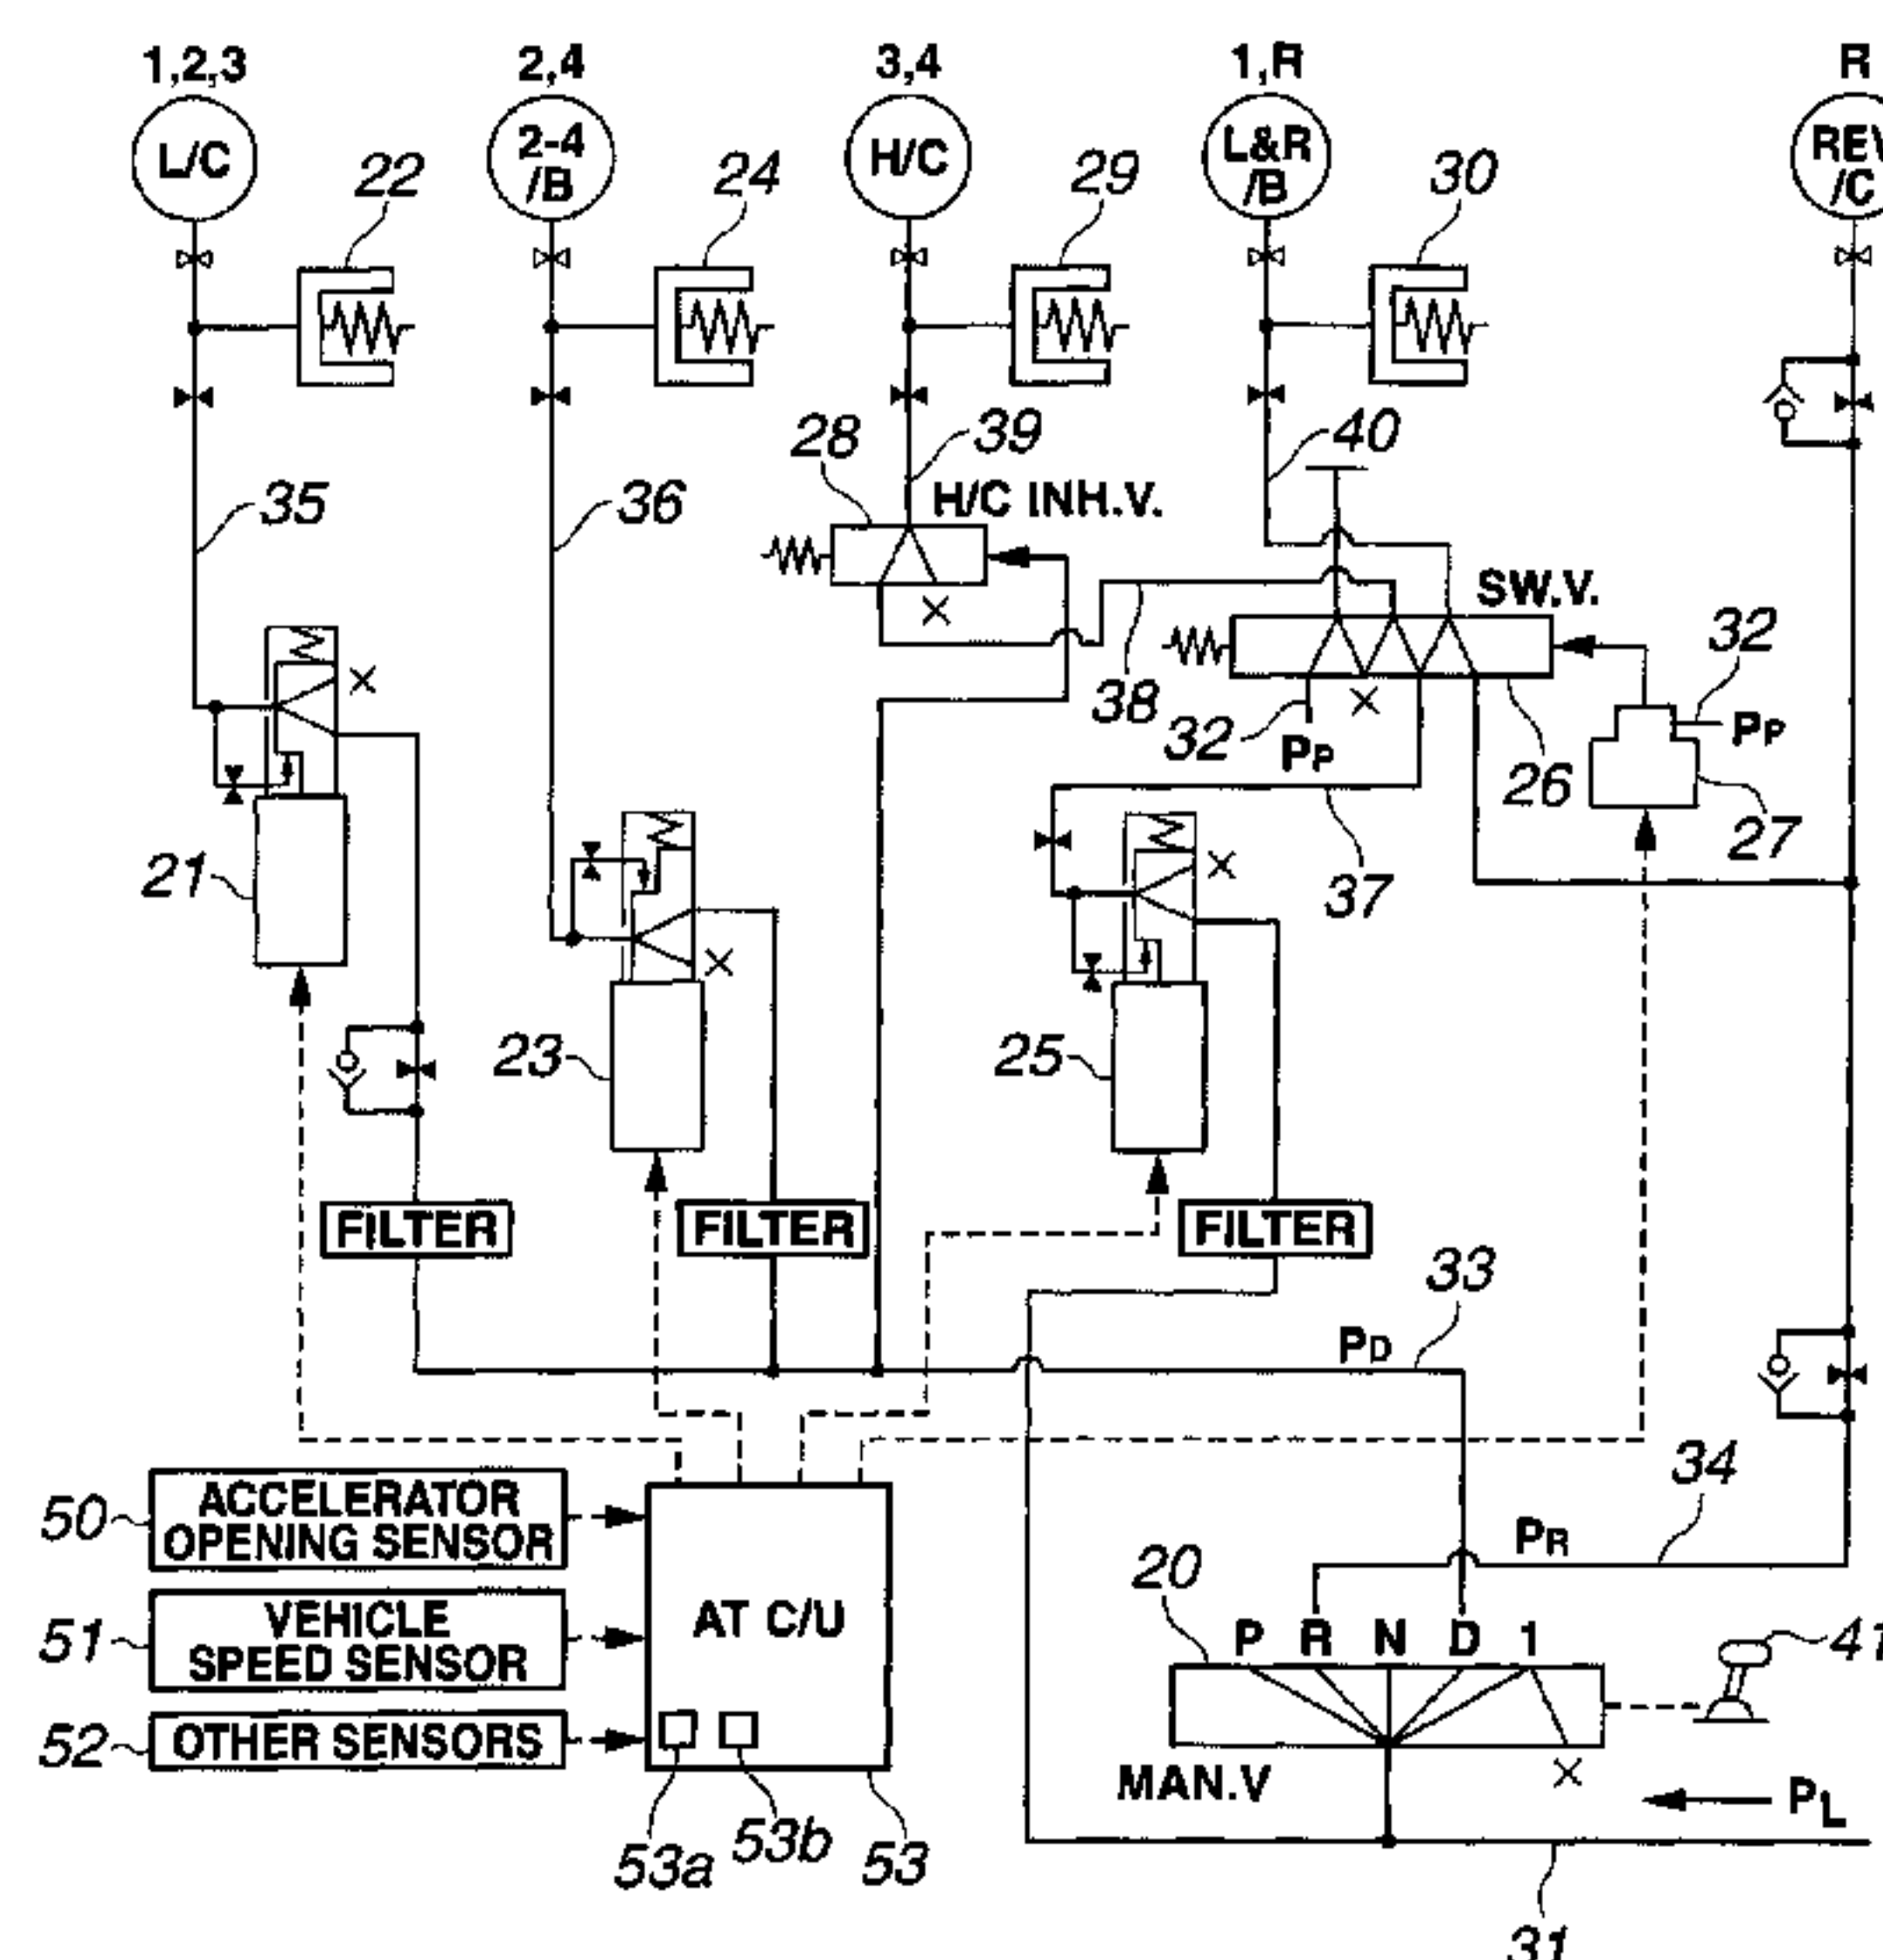 1,2,3
2,4
3,4
1,R
R
L/C
2-4
/B
H/C
L&R
/B
REV
/C
22
24
29
30
28
39
40
H/C INH.V.
35
36
SW.V.
32
38
32
PP
PP
26
27
21
37
23
25
FILTER
FILTER
FILTER
33
PD
34
PR
50
ACCELERATOR
OPENING SENSOR
51
VEHICLE
SPEED SENSOR
52
OTHER SENSORS
AT C/U
53a
53b
53
20
P R N D 1
41
MAN.V
PL
31